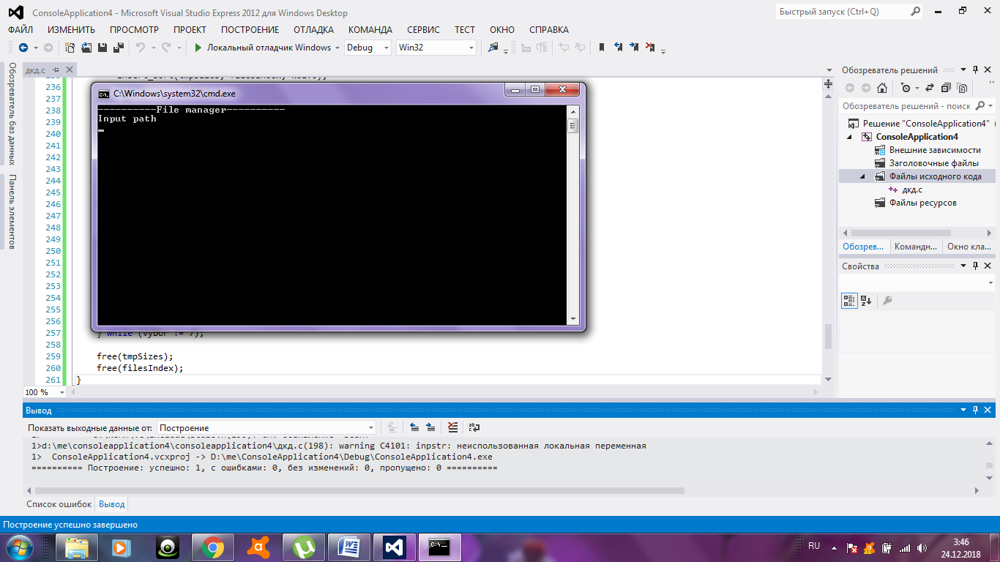 ConsoleApplication4 - Microsoft Visual Studio Express 2012 для Windows Desktop
Быстрый запуск (Ctrl+Q)
ФАЙЛ ИЗМЕНИТЬ ПРОСМОТР ПРОЕКТ ПОСТРОЕНИЕ ОТЛАДКА КОМАНДА СЕРВИС ТЕСТ ОКНО СПРАВКА
Локальный отладчик Windows Debug Win32
Обозреватель баз данных
Панель элементов
дкд.c
236
237
238
239
240
241
242
243
244
245
246
247
248
249
250
251
252
253
254
255
256
257 } while (vybor != 7);
258
259 free(tmpSizes);
260 free(filesIndex);
261 }
100 %
C:\Windows\system32\cmd.exe
----------File manager----------
Input path
Обозреватель решений
Обозреватель решений - поиск
Решение "ConsoleApplication4" (
ConsoleApplication4
Внешние зависимости
Заголовочные файлы
Файлы исходного кода
дкд.c
Файлы ресурсов
Обозрев... Командн... Окно кла...
Свойства
Вывод
Показать выходные данные от: Построение
1>d:\me\consoleapplication4\consoleapplication4\дкд.c(198): warning C4101: inpstr: неиспользованная локальная переменная
1> ConsoleApplication4.vcxproj -> D:\me\ConsoleApplication4\Debug\ConsoleApplication4.exe
========== Построение: успешно: 1, с ошибками: 0, без изменений: 0, пропущено: 0 ==========
Список ошибок Вывод
Построение успешно завершено
RU
3:46
24.12.2018